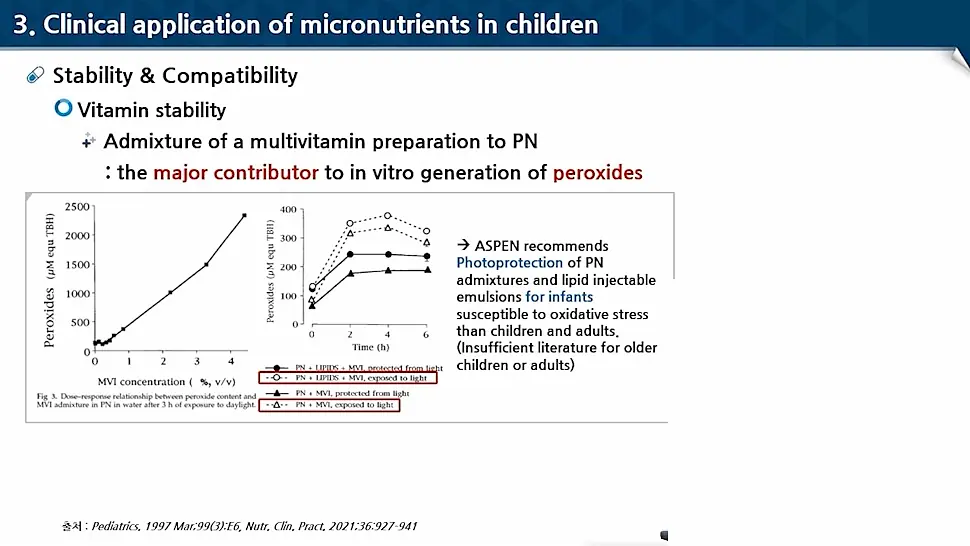 3. Clinical application of micronutrients in children
Stability & Compatibility
Vitamin stability
Admixture of a multivitamin preparation to PN
: the major contributor to in vitro generation of peroxides
Peroxides (µM equ TBH)
2500
2000
1500
1000
500
0
0 1 2 3 4
MVI concentration ( %, v/v)
Fig 3. Dose–response relationship between peroxide content and
MVI admixture in PN in water after 3 h of exposure to daylight.
Peroxides (µM equ TBH)
400
300
200
100
0
0 2 4 6
Time (h)
PN + LIPIDS + MVI, protected from light
PN + LIPIDS + MVI, exposed to light
PN + MVI, protected from light
PN + MVI, exposed to light
→ ASPEN recommends
Photoprotection of PN
admixtures and lipid injectable
emulsions for infants
susceptible to oxidative stress
than children and adults.
(Insufficient literature for older
children or adults)
출처 : Pediatrics, 1997 Mar;99(3):E6, Nutr. Clin, Pract, 2021;36:927-941